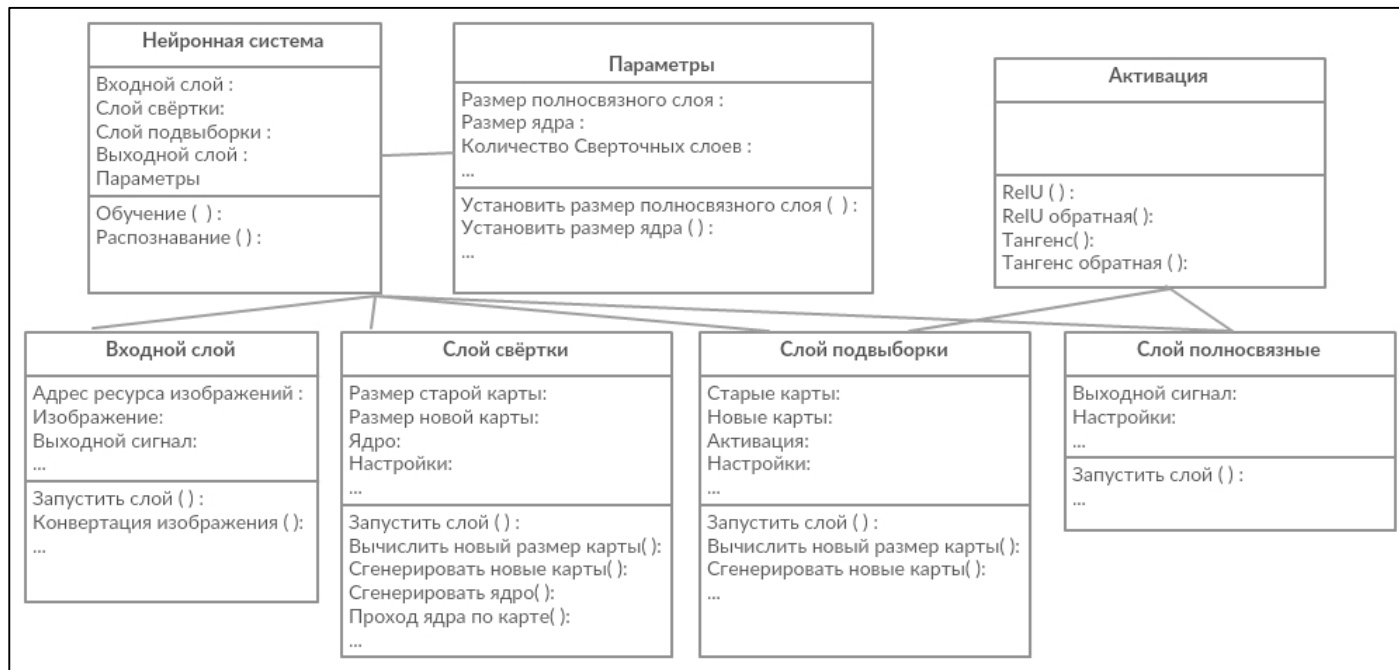 Нейронная система
Входной слой :
Слой свёртки:
Слой подвыборки :
Выходной слой :
Параметры
Обучение ( ) :
Распознавание ( ) :
Параметры
Размер полносвязного слоя :
Размер ядра :
Количество Сверточных слоев :
...
Установить размер полносвязного слоя ( ) :
Установить размер ядра ( ) :
...
Активация
RelU ( ) :
RelU обратная( ):
Тангенс( ):
Тангенс обратная ( ):
Входной слой
Адрес ресурса изображений :
Изображение:
Выходной сигнал:
...
Запустить слой ( ) :
Конвертация изображения ( ):
...
Слой свёртки
Размер старой карты:
Размер новой карты:
Ядро:
Настройки:
...
Запустить слой ( ) :
Вычислить новый размер карты( ):
Сгенерировать новые карты( ):
Сгенерировать ядро( ):
Проход ядра по карте( ):
...
Слой подвыборки
Старые карты:
Новые карты:
Активация:
Настройки:
...
Запустить слой ( ) :
Вычислить новый размер карты( ):
Сгенерировать новые карты( ):
...
Слой полносвязные
Выходной сигнал:
Настройки:
...
Запустить слой ( ) :
...